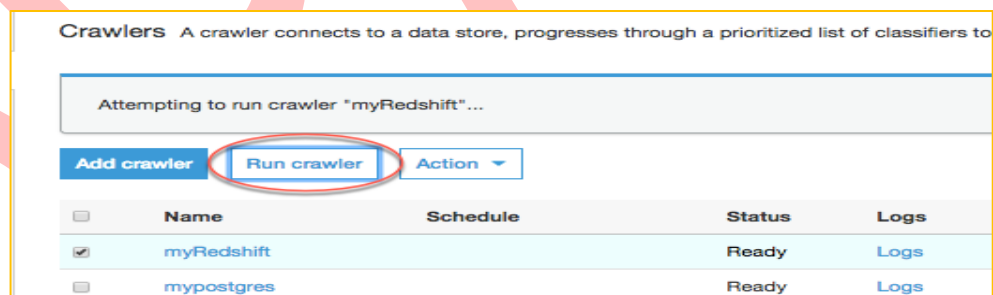 Crawlers A crawler connects to a data store, progresses through a prioritized list of classifiers to
Attempting to run crawler "myRedshift"...
Add crawler Run crawler Action
Name Schedule Status Logs
myRedshift Ready Logs
mypostgres Ready Logs